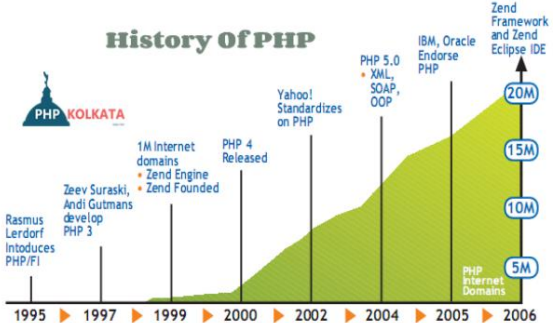 History Of PHP
PHP KOLKATA
Rasmus
Lerdorf
Intoduces
PHP/FI
Zeev Suraski,
Andi Gutmans
develop
PHP 3
1M Internet
domains
• Zend Engine
• Zend Founded
PHP 4
Released
Yahoo!
Standardizes
on PHP
PHP 5.0
• XML,
SOAP,
OOP
IBM, Oracle
Endorse
PHP
Zend
Framework
and Zend
Eclipse IDE
20M
15M
10M
5M
PHP
Internet
Domains
1995 1997 1999 2000 2002 2004 2005 2006